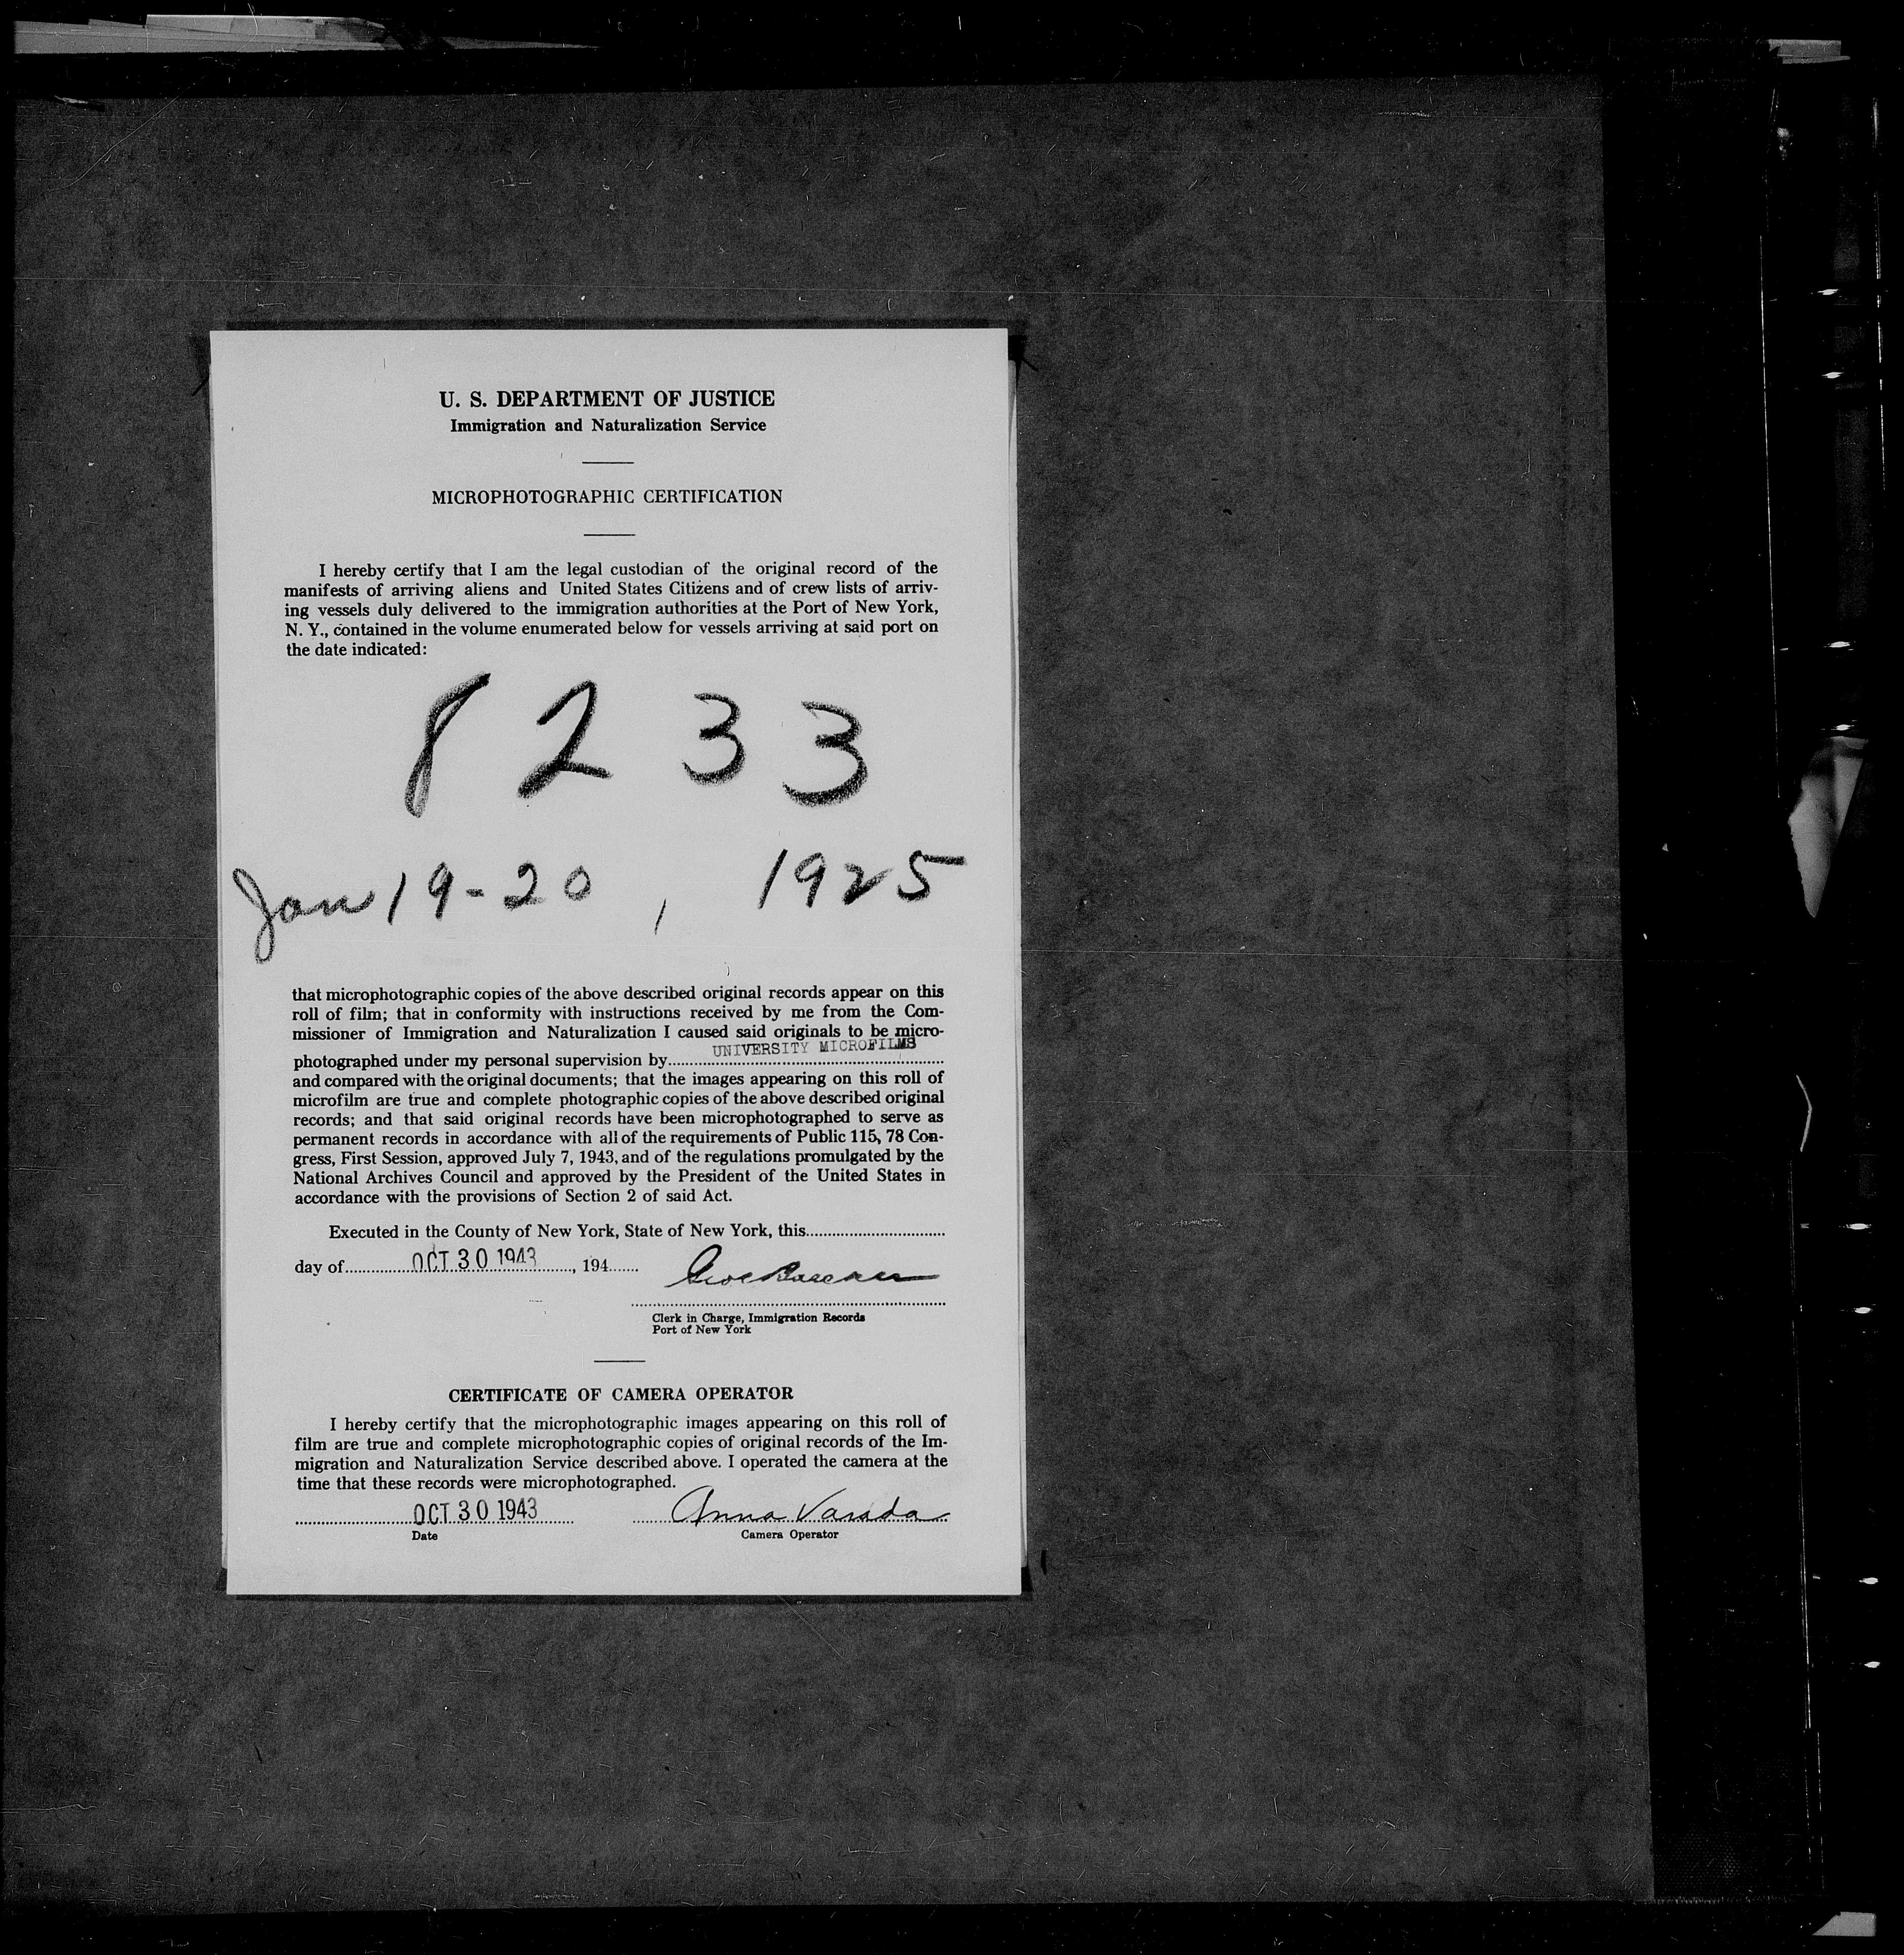 U. S. DEPARTMENT OF JUSTICE
Immigration and Naturalization Service
MICROPHOTOGRAPHIC CERTIFICATION
I hereby certify that I am the legal custodian of the original record of the
manifests of arriving aliens and United States Citizens and of crew lists of arriv-
ing vessels duly delivered to the immigration authorities at the Port of New York,
N. Y., contained in the volume enumerated below for vessels arriving at said port on
the date indicated:
8233
Jan 19-20, 1925
that microphotographic copies of the above described original records appear on this
roll of film; that in conformity with instructions received by me from the Com-
missioner of Immigration and Naturalization I caused said originals to be micro-
photographed under my personal supervision by UNIVERSITY MICROFILMS
and compared with the original documents; that the images appearing on this roll of
microfilm are true and complete photographic copies of the above described original
records; and that said original records have been microphotographed to serve as
permanent records in accordance with all of the requirements of Public 115, 78 Con-
gress, First Session, approved July 7, 1943, and of the regulations promulgated by the
National Archives Council and approved by the President of the United States in
accordance with the provisions of Section 2 of said Act.
Executed in the County of New York, State of New York, this
day of OCT 30 1943, 194
Clerk in Charge, Immigration Records
Port of New York
CERTIFICATE OF CAMERA OPERATOR
I hereby certify that the microphotographic images appearing on this roll of
film are true and complete microphotographic copies of original records of the Im-
migration and Naturalization Service described above. I operated the camera at the
time that these records were microphotographed.
OCT 30 1943 Anna Varada
Date Camera Operator